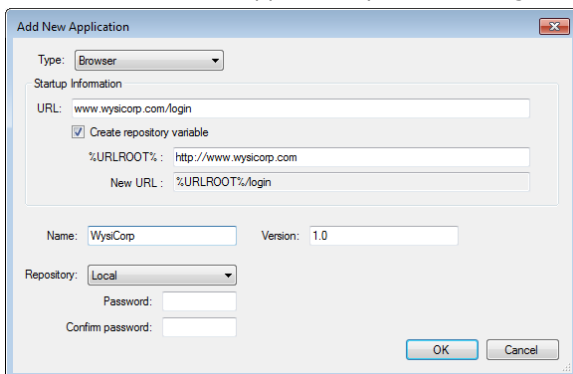 Add New Application
Type: Browser
Startup Information
URL: www.wysicorp.com/login
Create repository variable
%URLROOT% : http://www.wysicorp.com
New URL : %URLROOT%/login
Name: WysiCorp Version: 1.0
Repository: Local
Password:
Confirm password:
OK Cancel